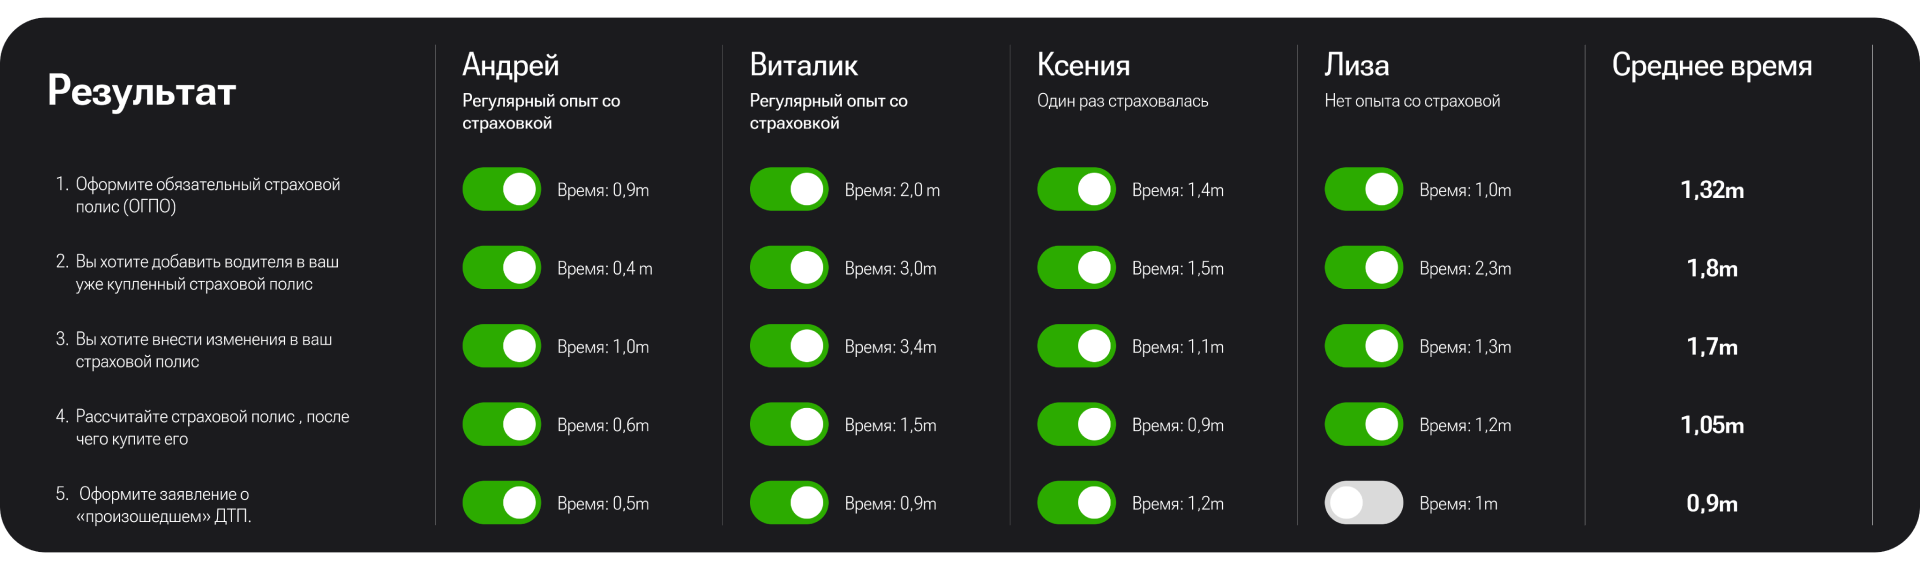 Результат
Андрей
Регулярный опыт со
страховкой
Виталик
Регулярный опыт со
страховкой
Ксения
Один раз страховалась
Лиза
Нет опыта со страховой
Среднее время
1. Оформите обязательный страховой
полис (ОГПО)
Время: 0,9m
Время: 2,0 m
Время: 1,4m
Время: 1,0m
1,32m
2. Вы хотите добавить водителя в ваш
уже купленный страховой полис
Время: 0,4 m
Время: 3,0m
Время: 1,5m
Время: 2,3m
1,8m
3. Вы хотите внести изменения в ваш
страховой полис
Время: 1,0m
Время: 3,4m
Время: 1,1m
Время: 1,3m
1,7m
4. Рассчитайте страховой полис , после
чего купите его
Время: 0,6m
Время: 1,5m
Время: 0,9m
Время: 1,2m
1,05m
5. Оформите заявление о
«произошедшем» ДТП.
Время: 0,5m
Время: 0,9m
Время: 1,2m
Время: 1m
0,9m